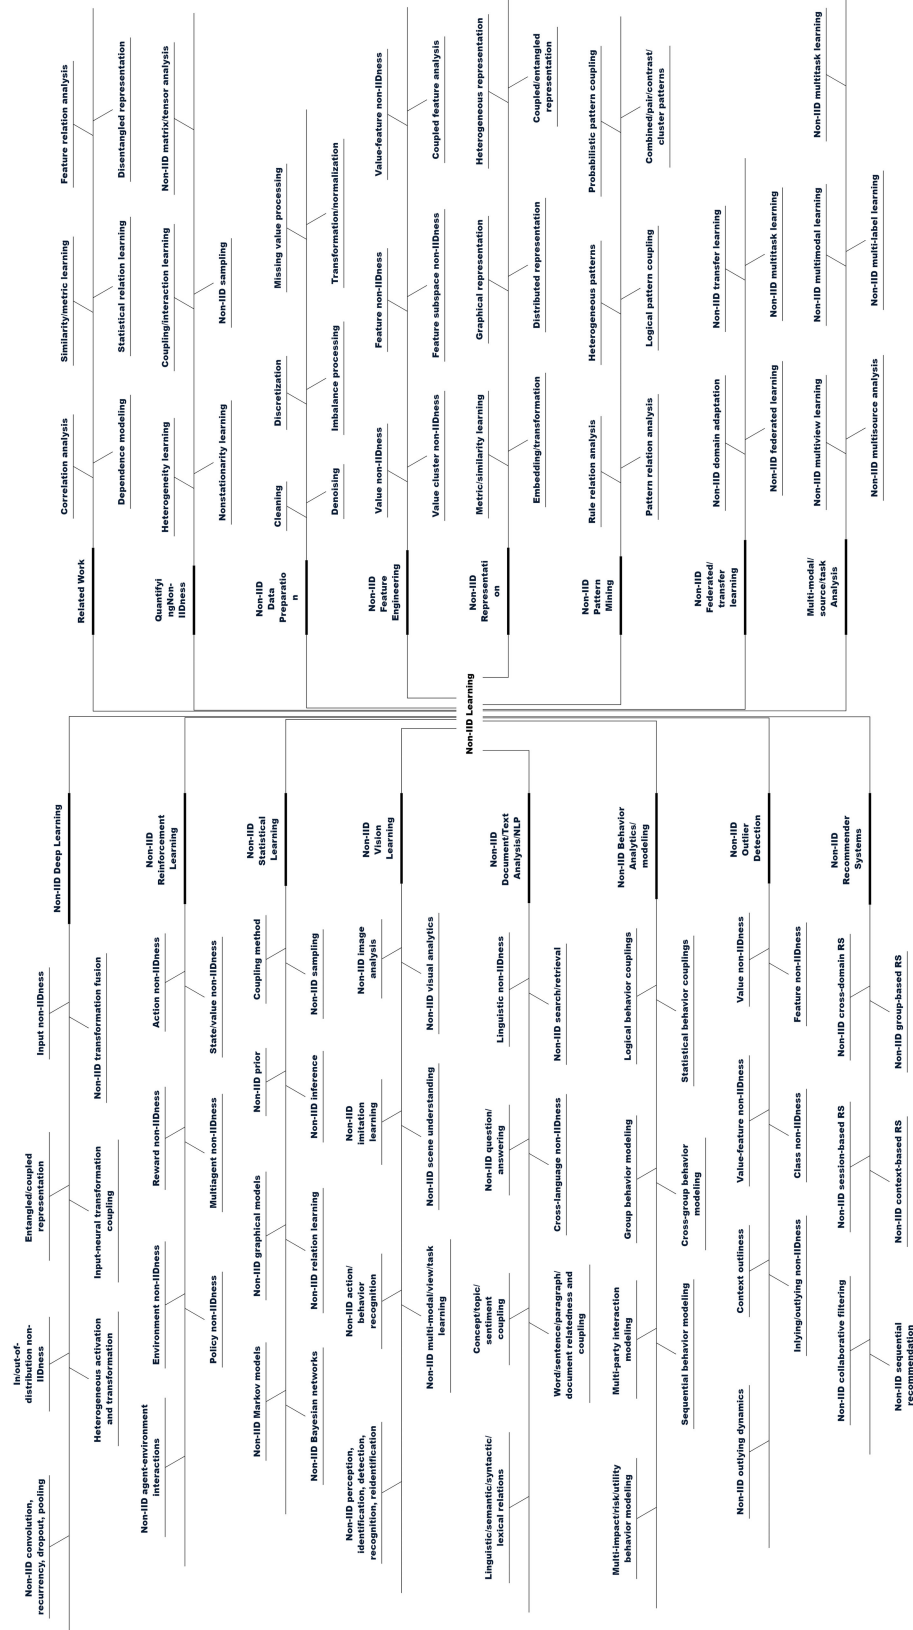 Non-IID Learning
Related Work
Correlation analysis
Similarity/metric learning
Feature relation analysis
Dependence modeling
Statistical relation learning
Disentangled representation
Quantifyi
ngNon-
IIDness
Heterogeneity learning
Coupling/interaction learning
Non-IID matrix/tensor analysis
Nonstationarity learning
Non-IID sampling
Non-IID
Data
Preparatio
n
Cleaning
Discretization
Missing value processing
Denoising
Imbalance processing
Transformation/normalization
Non-IID
Feature
Engineering
Value non-IIDness
Feature non-IIDness
Value-feature non-IIDness
Value cluster non-IIDness
Feature subspace non-IIDness
Coupled feature analysis
Non-IID
Representati
on
Metric/similarity learning
Graphical representation
Heterogeneous representation
Embedding/transformation
Distributed representation
Coupled/entangled
representation
Non-IID
Pattern
Mining
Rule relation analysis
Heterogeneous patterns
Probabilistic pattern coupling
Pattern relation analysis
Logical pattern coupling
Combined/pair/contrast/
cluster patterns
Non-IID
Federated/
transfer
learning
Non-IID domain adaptation
Non-IID transfer learning
Non-IID federated learning
Non-IID multitask learning
Multi-modal/
source/task
Analysis
Non-IID multiview learning
Non-IID multimodal learning
Non-IID multitask learning
Non-IID multisource analysis
Non-IID multi-label learning
Non-IID Deep Learning
Non-IID convolution,
recurrency, dropout, pooling
In/out-of-
distribution non-
IIDness
Entangled/coupled
representation
Input non-IIDness
Heterogeneous activation
and transformation
Input-neural transformation
coupling
Non-IID transformation fusion
Non-IID
Reinforcement
Learning
Non-IID agent-environment
interactions
Environment non-IIDness
Reward non-IIDness
Action non-IIDness
Policy non-IIDness
Multiagent non-IIDness
State/value non-IIDness
Non-IID
Statistical
Learning
Non-IID Markov models
Non-IID graphical models
Non-IID prior
Coupling method
Non-IID Bayesian networks
Non-IID relation learning
Non-IID inference
Non-IID sampling
Non-IID
Vision
Learning
Non-IID perception,
identification, detection,
recognition, reidentification
Non-IID action/
behavior
recognition
Non-IID
imitation
learning
Non-IID image
analysis
Non-IID multi-modal/view/task
learning
Non-IID scene understanding
Non-IID visual analytics
Non-IID
Document/Text
Analysis/NLP
Linguistic/semantic/syntactic/
lexical relations
Concept/topic/
sentiment
coupling
Non-IID question/
answering
Linguistic non-IIDness
Word/sentence/paragraph/
document relatedness and
coupling
Cross-language non-IIDness
Non-IID search/retrieval
Non-IID Behavior
Analytics/
modeling
Multi-impact/risk/utility
behavior modeling
Multi-party interaction
modeling
Group behavior modeling
Logical behavior couplings
Sequential behavior modeling
Cross-group behavior
modeling
Statistical behavior couplings
Non-IID
Outlier
Detection
Non-IID outlying dynamics
Context outliness
Value-feature non-IIDness
Value non-IIDness
Inlying/outlying non-IIDness
Class non-IIDness
Feature non-IIDness
Non-IID
Recommender
Systems
Non-IID collaborative filtering
Non-IID session-based RS
Non-IID cross-domain RS
Non-IID sequential
recommendation
Non-IID context-based RS
Non-IID group-based RS